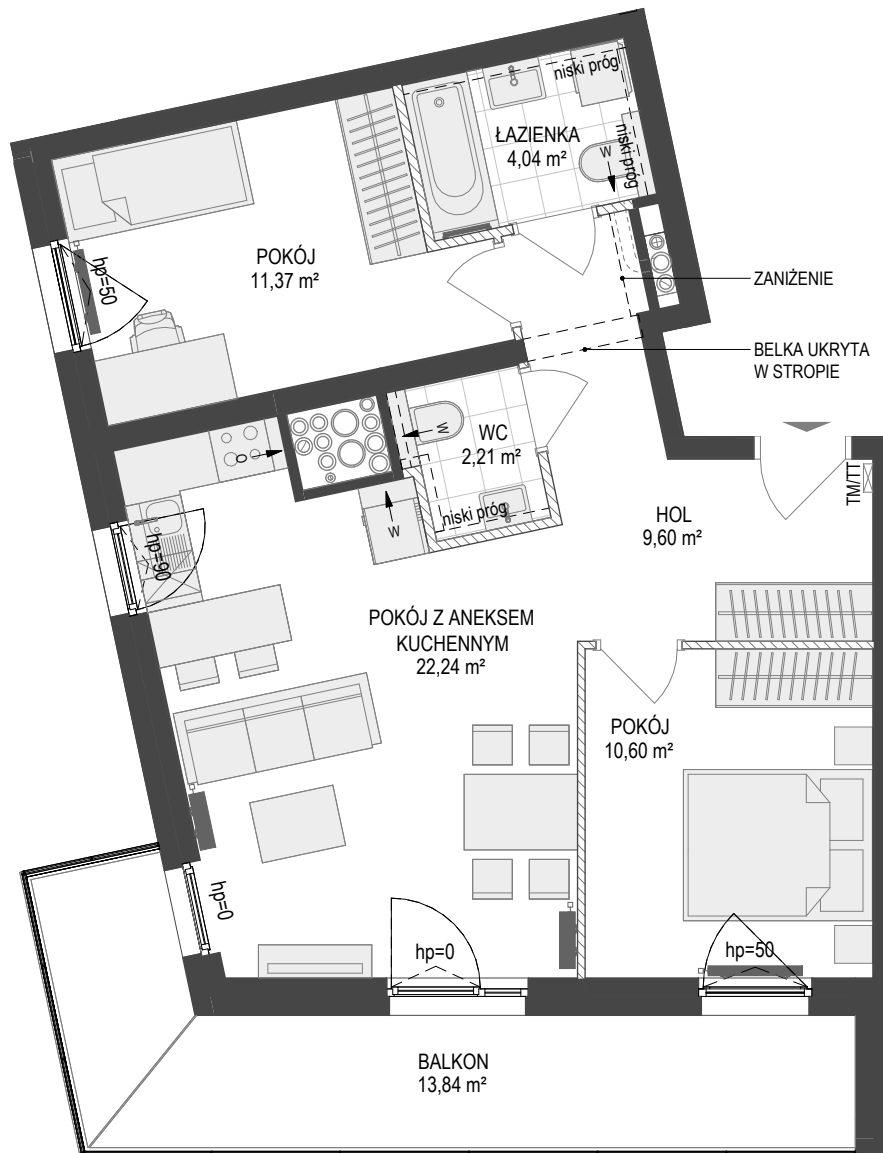 niski próg
ŁAZIENKA
4,04 m²
niski próg
W
POKÓJ
11,37 m²
hp=50
ZANIŻENIE
BELKA UKRYTA
W STROPIE
WC
2,21 m²
W
O
niski próg
W
HOL
9,60 m²
TM/TT
hp=90
POKÓJ Z ANEKSEM
KUCHENNYM
22,24 m²
POKÓJ
10,60 m²
hp=0
hp=0
hp=50
BALKON
13,84 m²